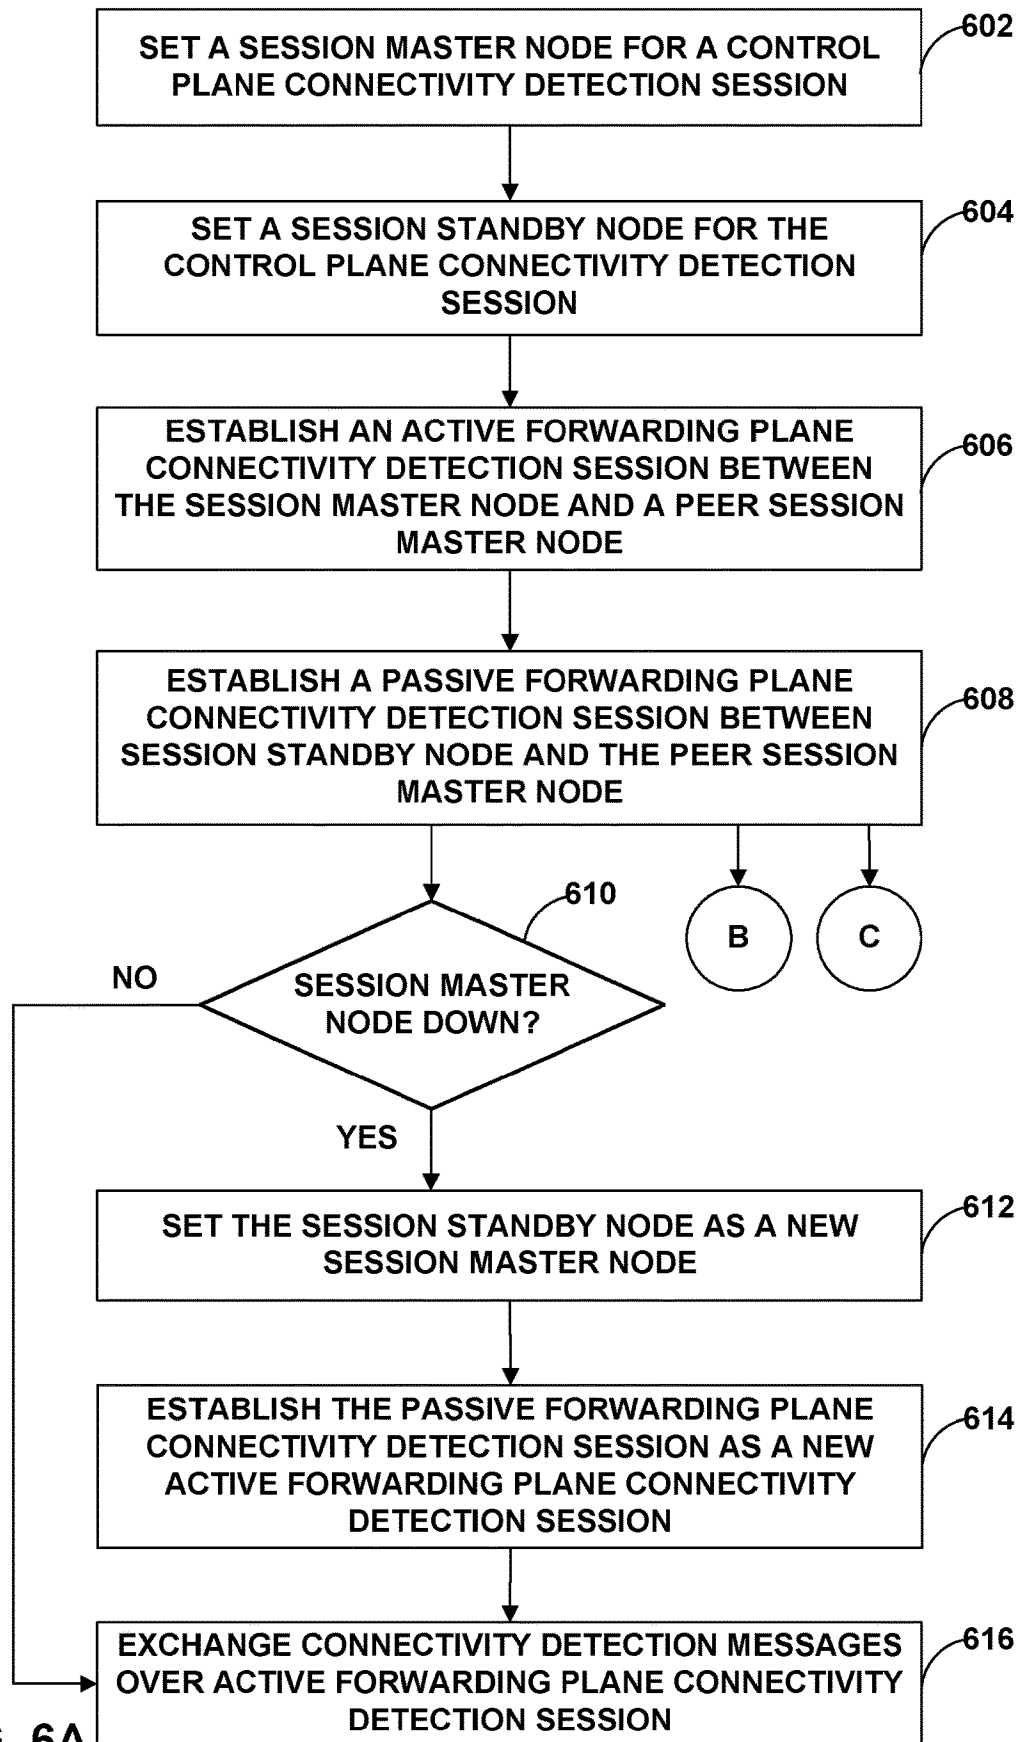 SET A SESSION MASTER NODE FOR A CONTROL
PLANE CONNECTIVITY DETECTION SESSION
602
SET A SESSION STANDBY NODE FOR THE
CONTROL PLANE CONNECTIVITY DETECTION
SESSION
604
ESTABLISH AN ACTIVE FORWARDING PLANE
CONNECTIVITY DETECTION SESSION BETWEEN
THE SESSION MASTER NODE AND A PEER SESSION
MASTER NODE
606
ESTABLISH A PASSIVE FORWARDING PLANE
CONNECTIVITY DETECTION SESSION BETWEEN
SESSION STANDBY NODE AND THE PEER SESSION
MASTER NODE
608
610
B
C
NO
SESSION MASTER
NODE DOWN?
YES
SET THE SESSION STANDBY NODE AS A NEW
SESSION MASTER NODE
612
ESTABLISH THE PASSIVE FORWARDING PLANE
CONNECTIVITY DETECTION SESSION AS A NEW
ACTIVE FORWARDING PLANE CONNECTIVITY
DETECTION SESSION
614
EXCHANGE CONNECTIVITY DETECTION MESSAGES
OVER ACTIVE FORWARDING PLANE CONNECTIVITY
DETECTION SESSION
616
6A